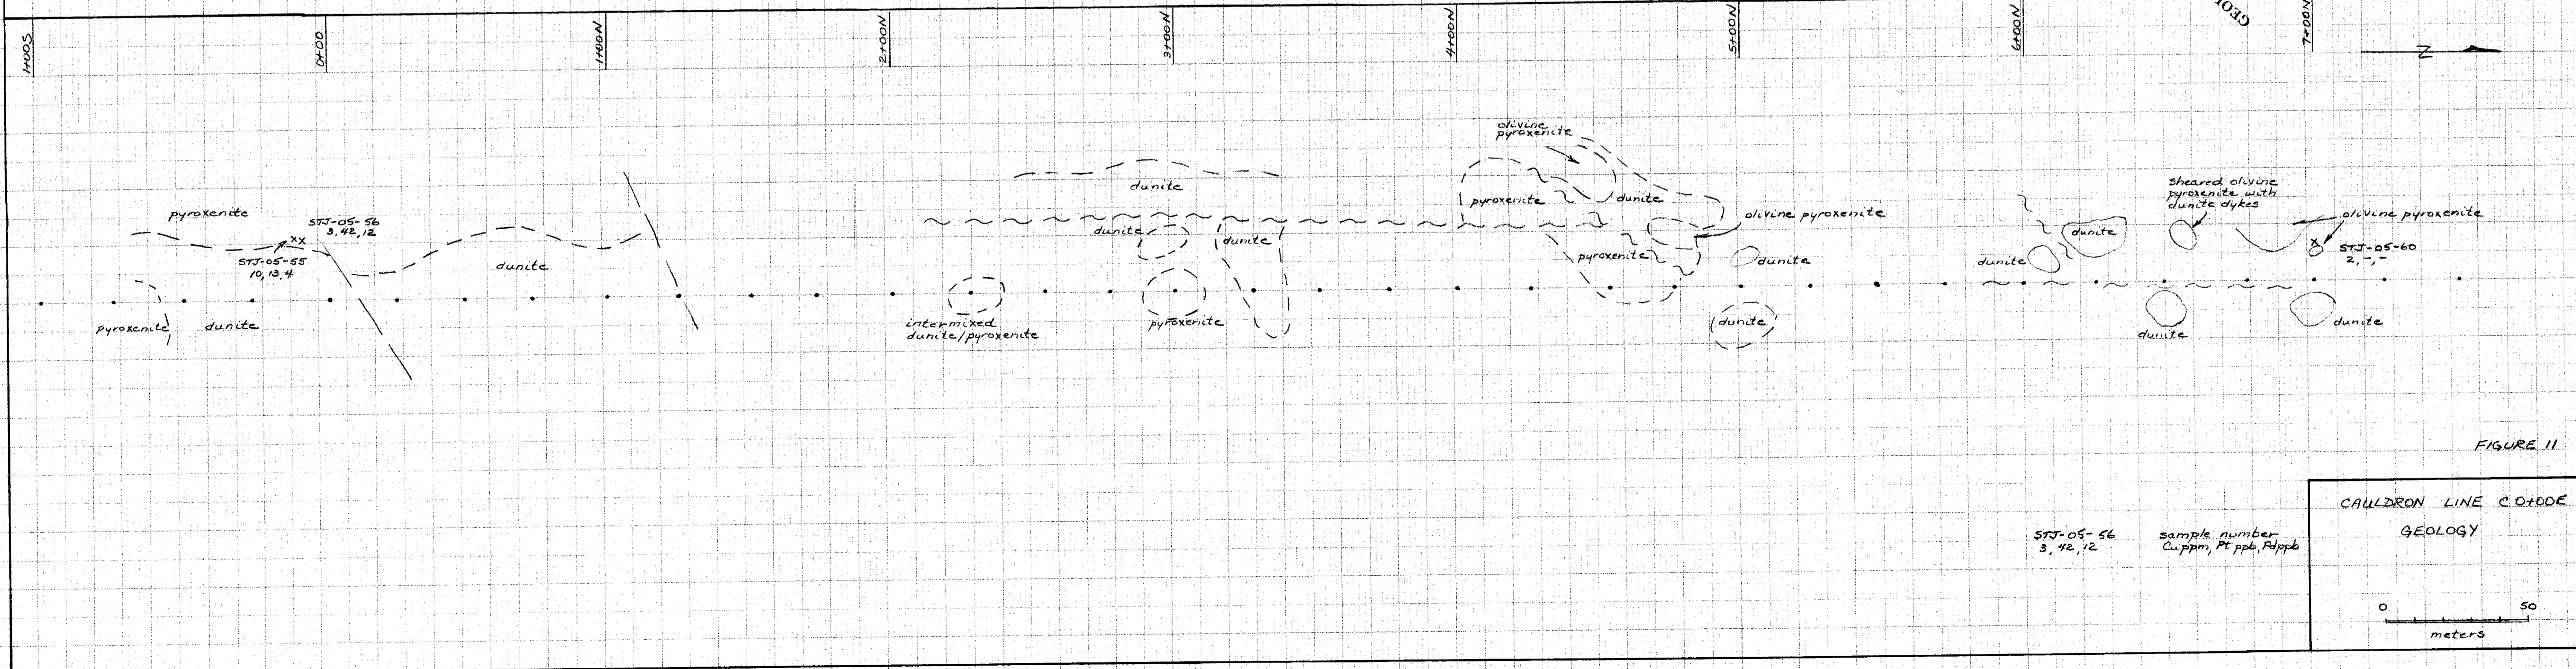 1+00S
0+00
1+00N
2+00N
3+00N
4+00N
5+00N
6+00N
7+00N
N
pyroxenite
STJ-05-56
3,42,12
xx
STJ-05-55
10,13,4
pyroxenite
dunite
dunite
intermixed
dunite/pyroxenite
dunite
dunite
dunite
pyroxenite
olivine
pyroxenite
pyroxenite
dunite
olivine pyroxenite
pyroxenite
dunite
dunite
dunite
dunite
sheared olivine
pyroxenite with
dunite dykes
olivine pyroxenite
x
STJ-05-60
2,-,-
dunite
dunite
FIGURE 11
STJ-05-56 sample number
3,42,12 Cu ppm, Pt ppb, Pd ppb
CAULDRON LINE C 0+00E
GEOLOGY
0 50
meters